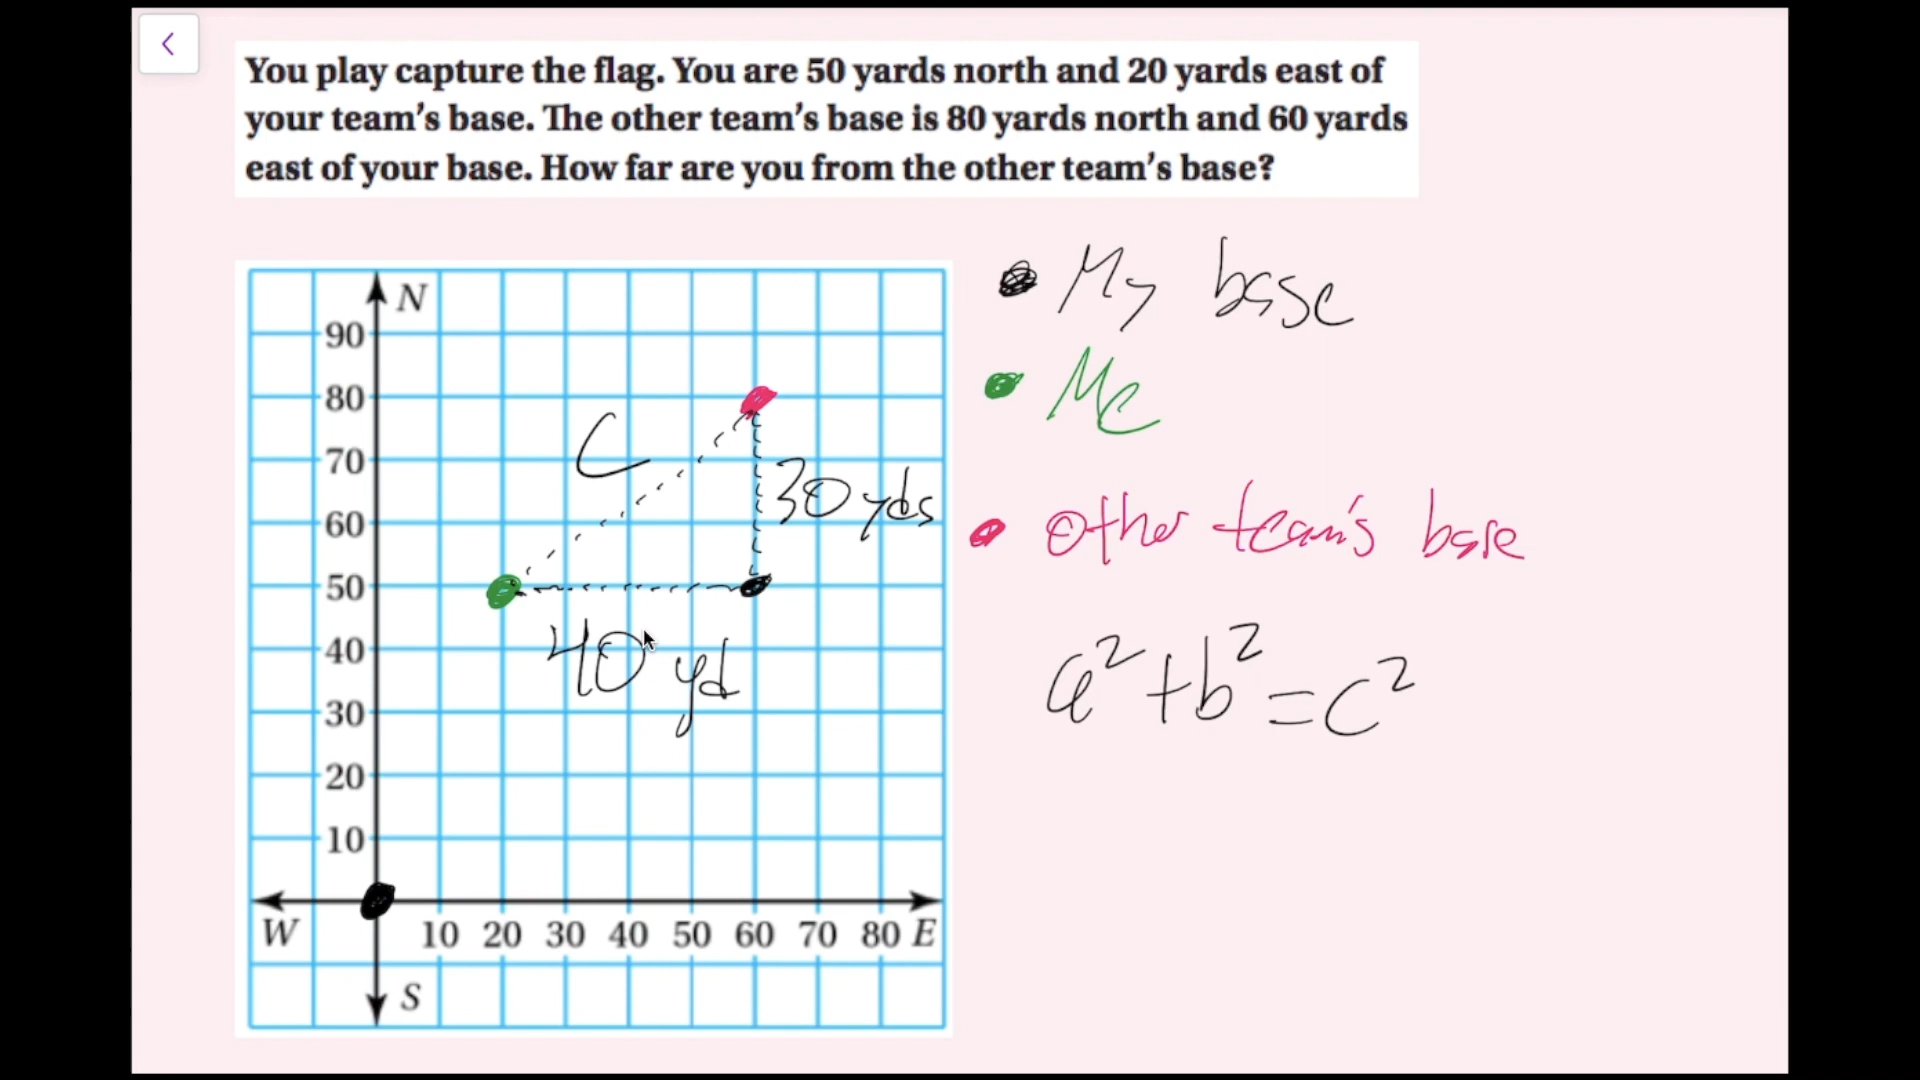 You play capture the flag. You are 50 yards north and 20 yards east of
your team's base. The other team's base is 80 yards north and 60 yards
east of your base. How far are you from the other team's base?
My base
Me
Other team's base
a² + b² = c²
N
90
80
C
70
30 yds
60
50
40
40 yd
30
20
10
W
10 20 30 40 50 60 70 80 E
S